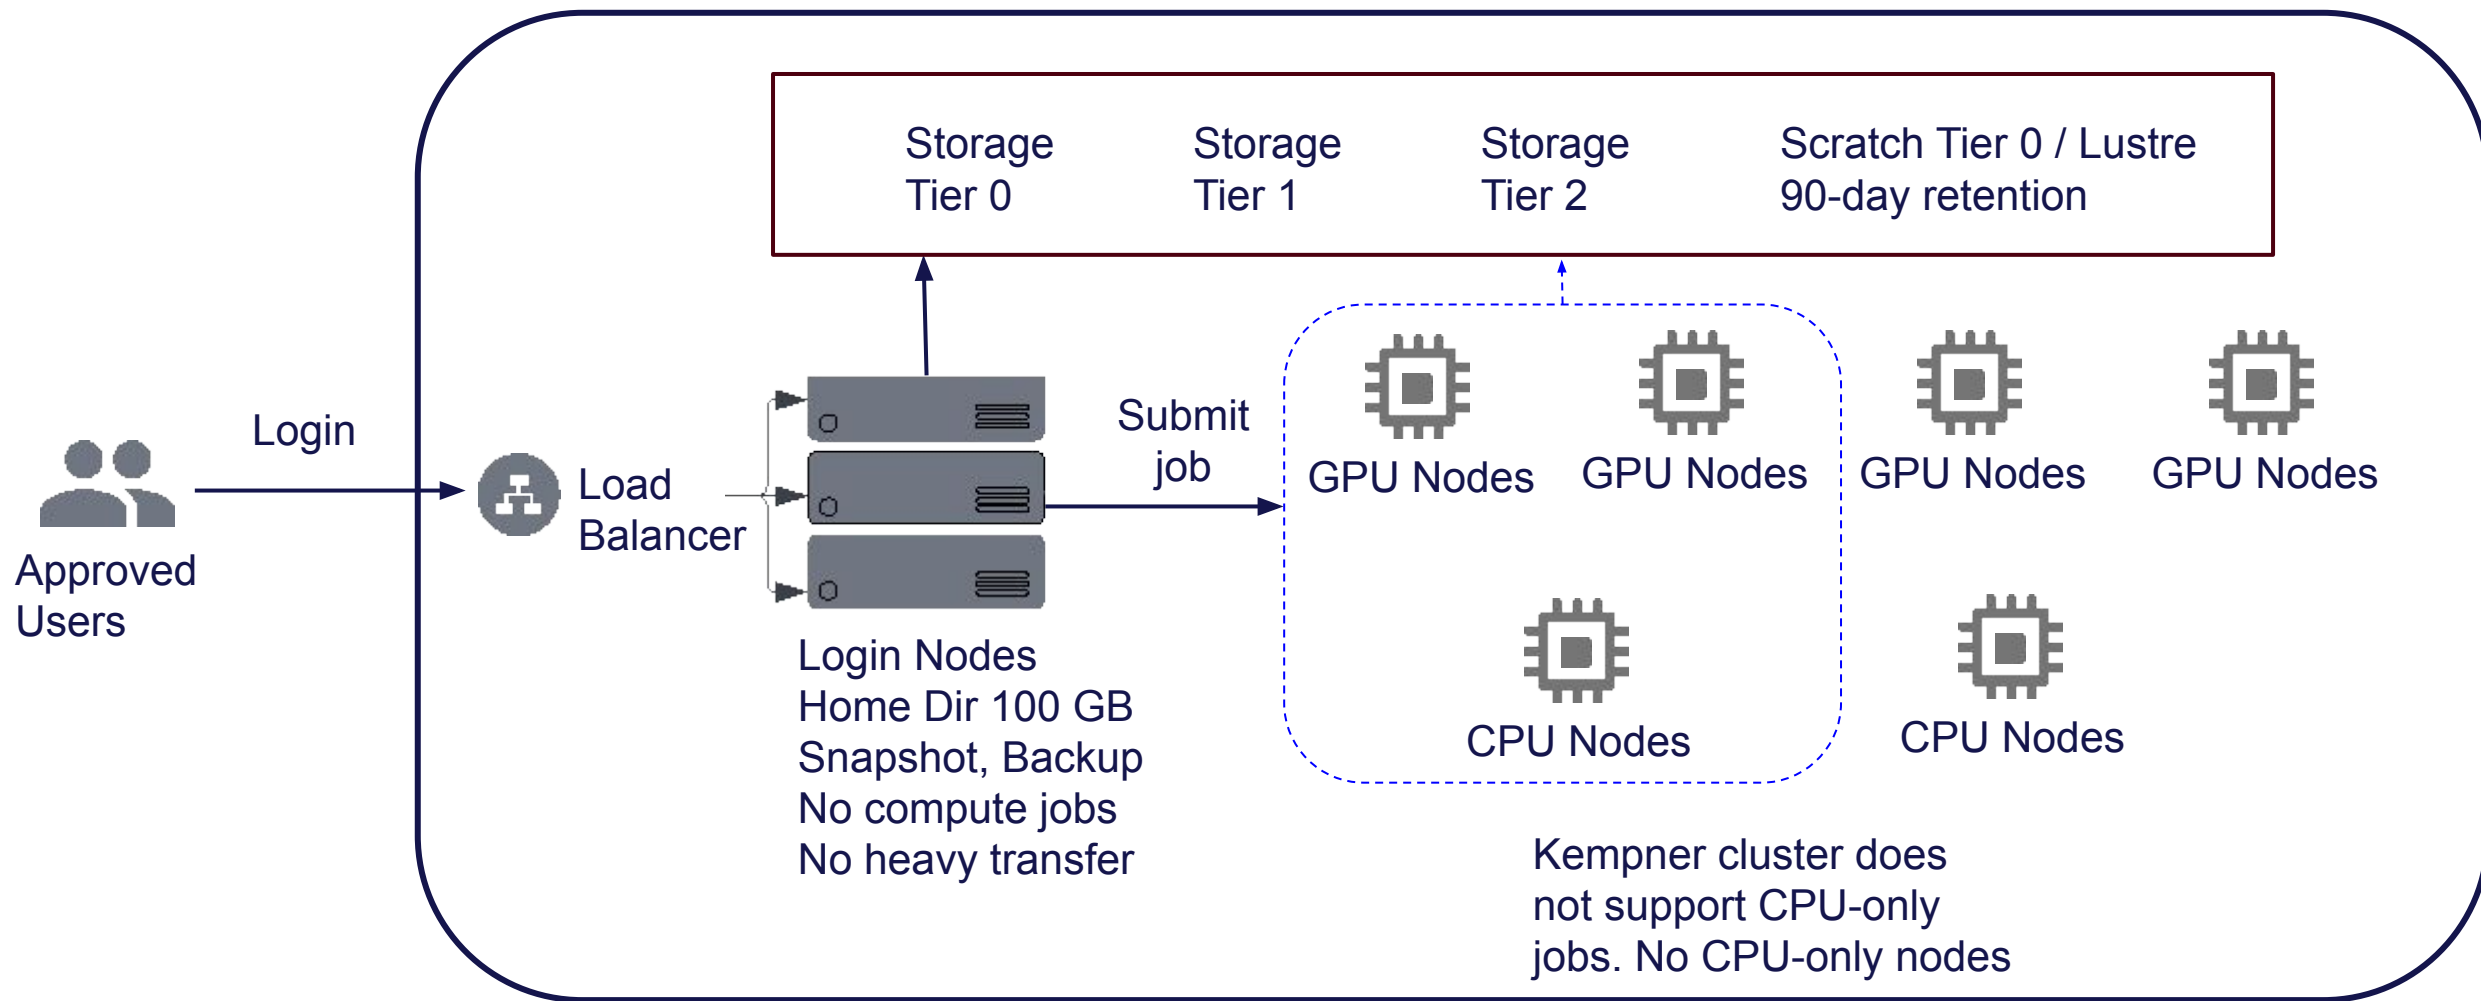 Storage
Tier 0
Storage
Tier 1
Storage
Tier 2
Scratch Tier 0 / Lustre
90-day retention
Login
Approved
Users
Load
Balancer
Submit
job
GPU Nodes
GPU Nodes
GPU Nodes
GPU Nodes
Login Nodes
Home Dir 100 GB
Snapshot, Backup
No compute jobs
No heavy transfer
CPU Nodes
CPU Nodes
Kempner cluster does
not support CPU-only
jobs. No CPU-only nodes